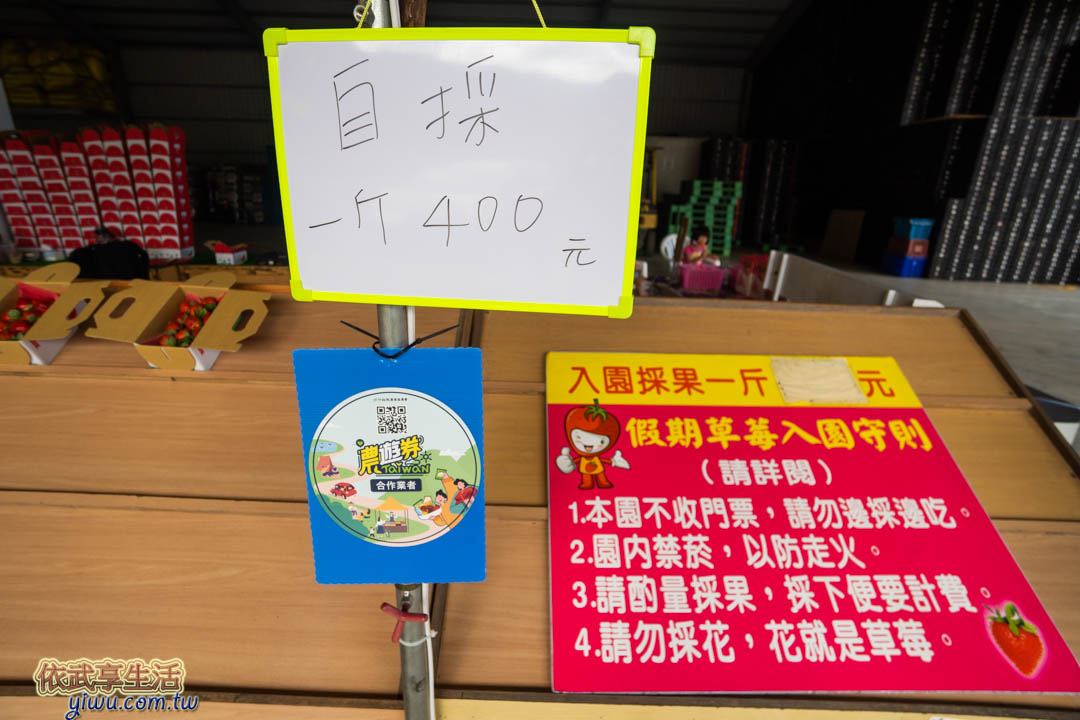 自採
一斤400
元
農遊券
TAIWAN
合作業者
入園採果一斤 元
假期草莓入園守則
（請詳閱）
1.本園不收門票，請勿邊採邊吃。
2.園內禁菸，以防走火。
3.請酌量採果，採下便要計費。
4.請勿採花，花就是草莓。
依武享生活
yiwu.com.tw